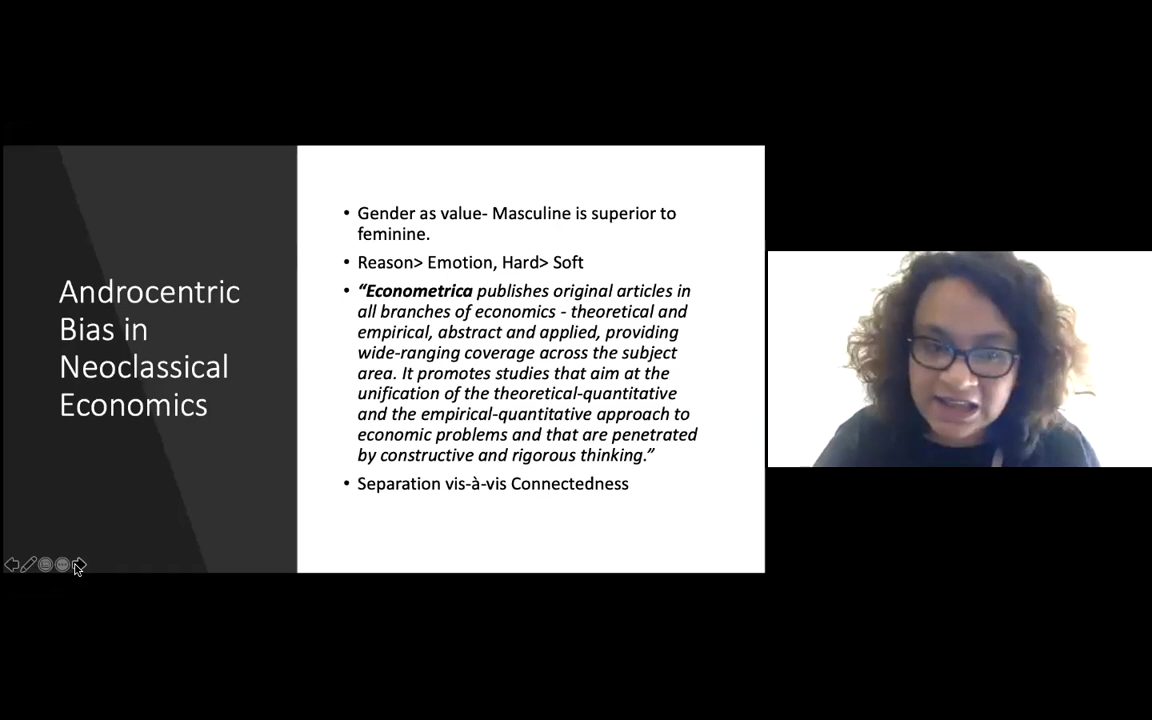 Androcentric
Bias in
Neoclassical
Economics
• Gender as value- Masculine is superior to
feminine.
• Reason> Emotion, Hard> Soft
• “Econometrica publishes original articles in
all branches of economics - theoretical and
empirical, abstract and applied, providing
wide-ranging coverage across the subject
area. It promotes studies that aim at the
unification of the theoretical-quantitative
and the empirical-quantitative approach to
economic problems and that are penetrated
by constructive and rigorous thinking.”
• Separation vis-à-vis Connectedness